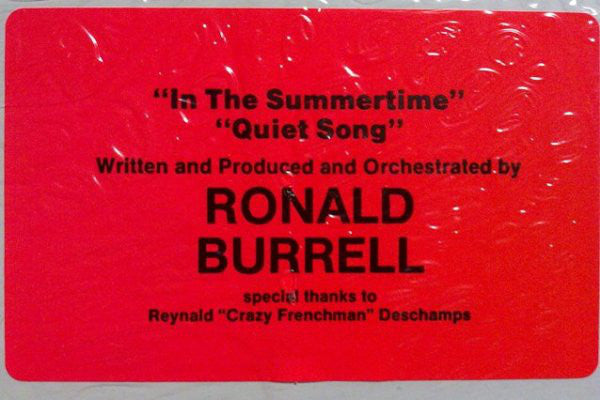 "In The Summertime"
"Quiet Song"
Written and Produced and Orchestrated by
RONALD
BURRELL
special thanks to
Reynald "Crazy Frenchman" Deschamps